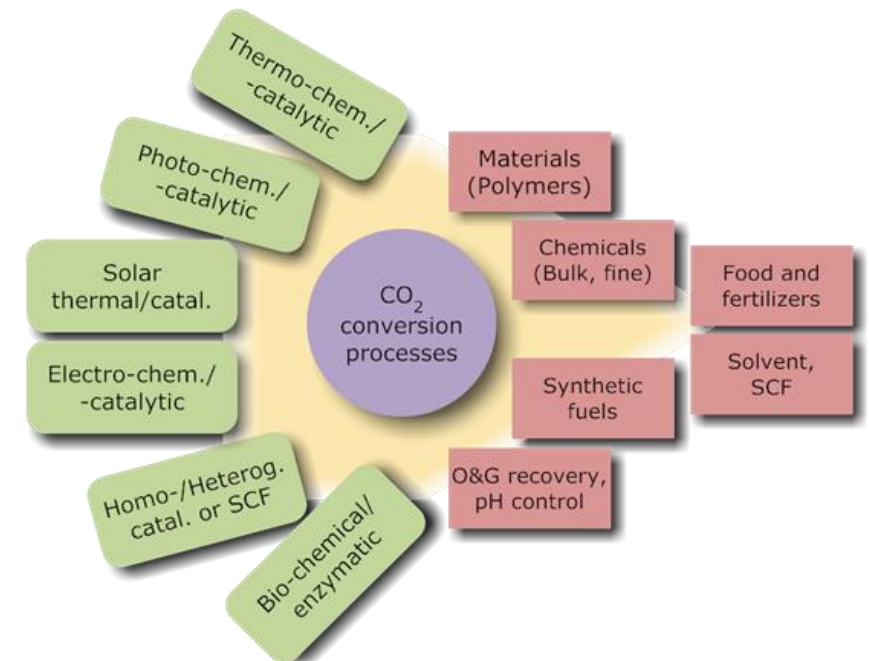 Thermo-chem./
-catalytic
Photo-chem./
-catalytic
Solar
thermal/catal.
Electro-chem./
-catalytic
Homo-/Heterog.
catal. or SCF
Bio-chemical/
enzymatic
CO₂
conversion
processes
Materials
(Polymers)
Chemicals
(Bulk, fine)
Food and
fertilizers
Solvent,
SCF
Synthetic
fuels
O&G recovery,
pH control